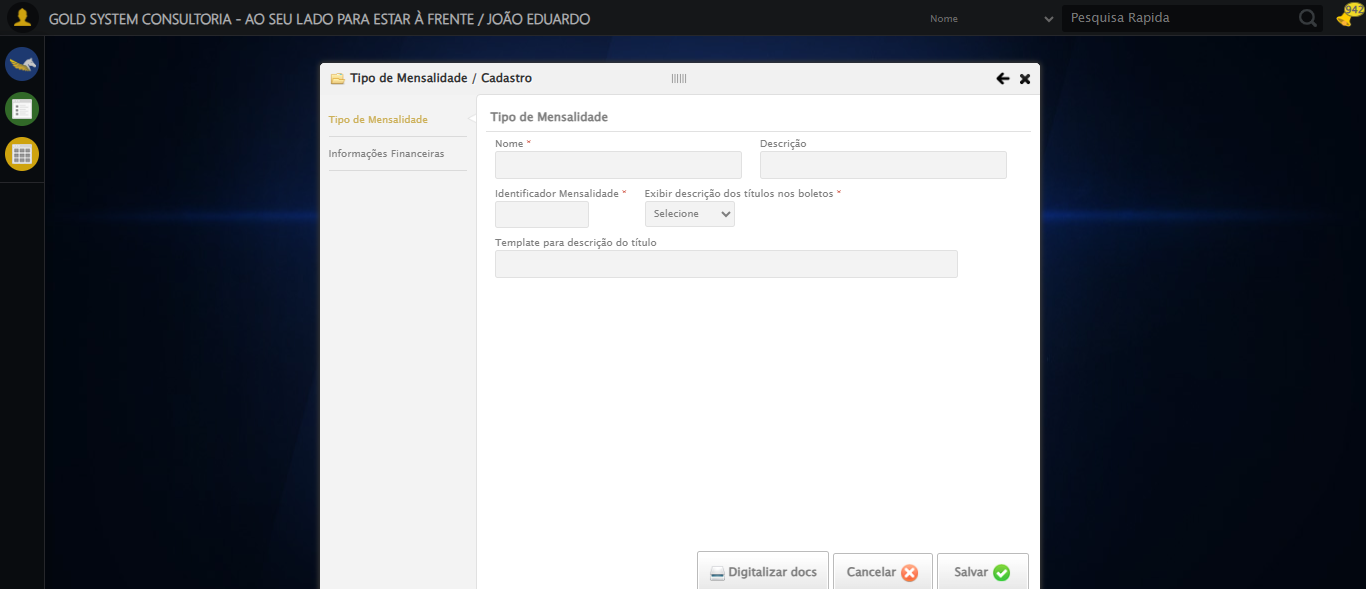 GOLD SYSTEM CONSULTORIA - AO SEU LADO PARA ESTAR À FRENTE / JOÃO EDUARDO
Nome
Pesquisa Rapida
942
Tipo de Mensalidade / Cadastro
Tipo de Mensalidade
Informações Financeiras
Tipo de Mensalidade
Nome *
Descrição
Identificador Mensalidade *
Exibir descrição dos títulos nos boletos *
Selecione
Template para descrição do título
Digitalizar docs
Cancelar
Salvar